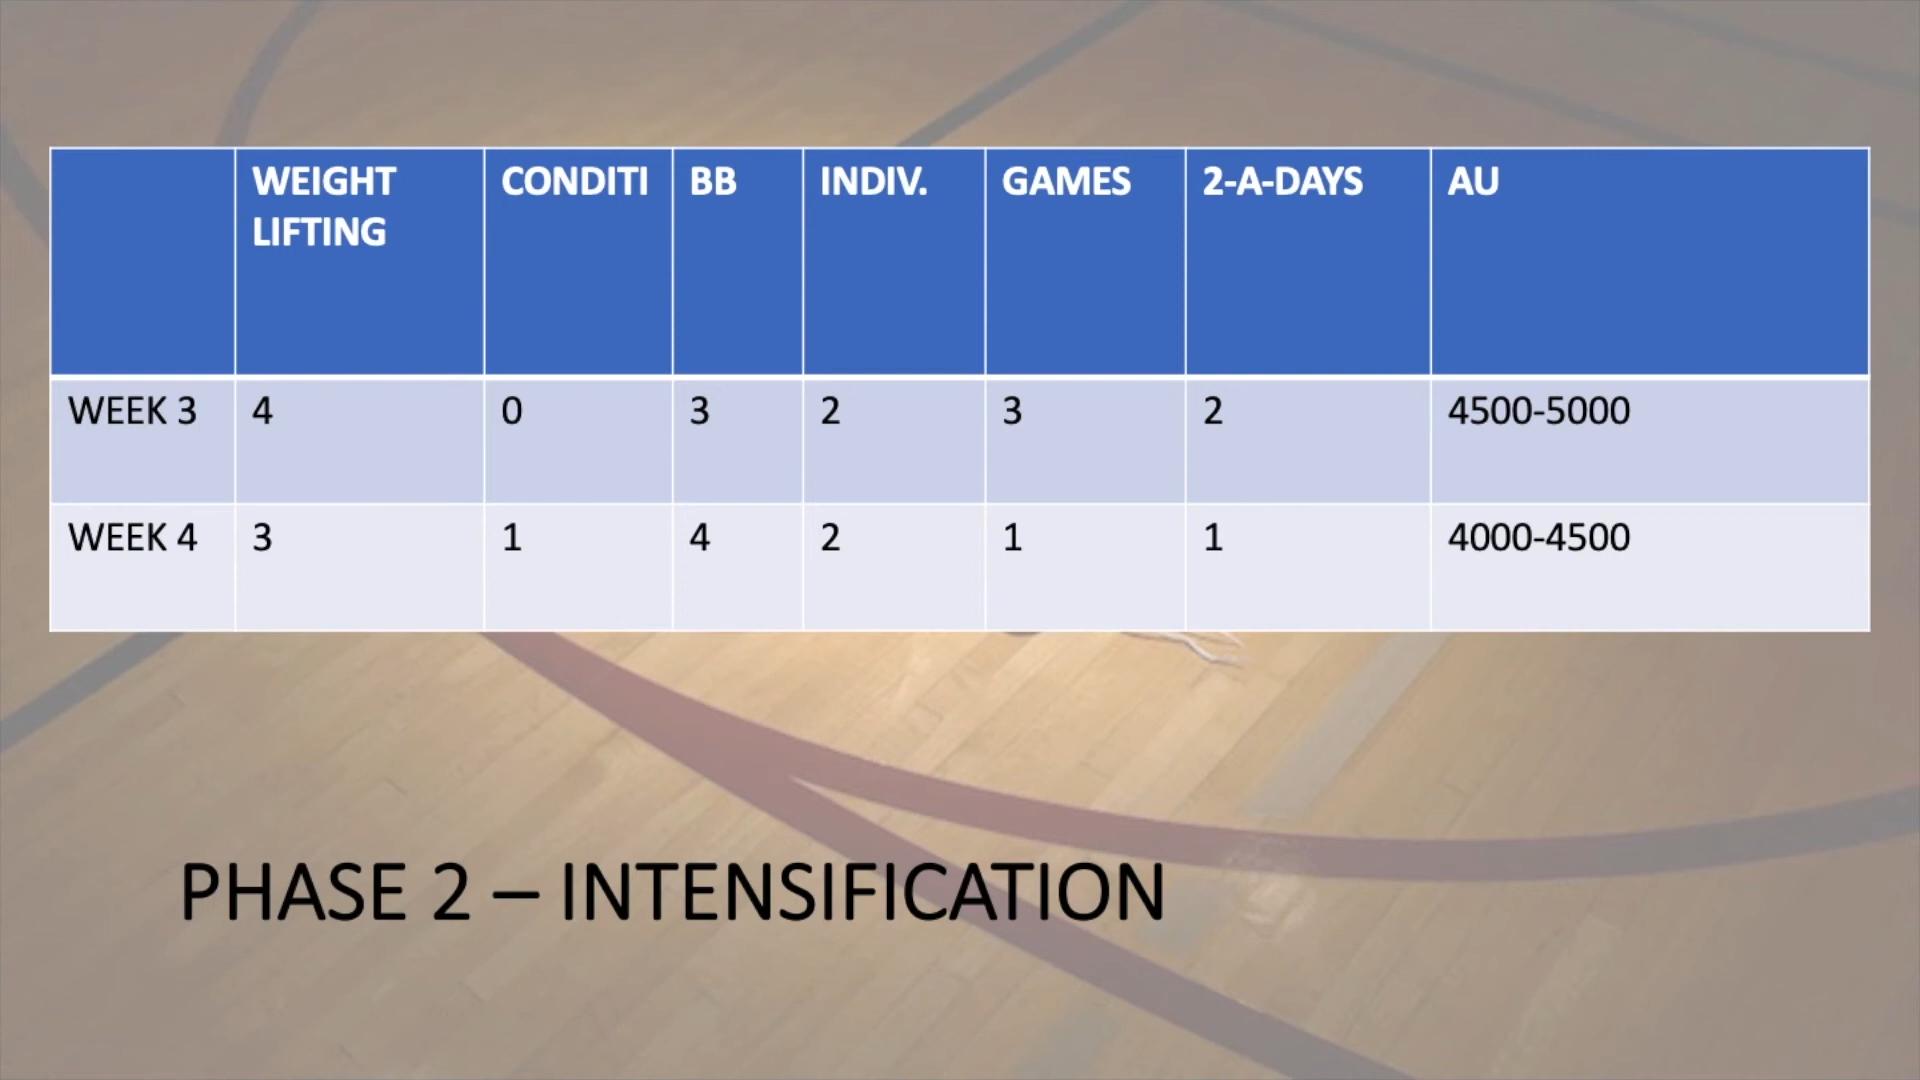 WEIGHT LIFTING CONDITI BB INDIV. GAMES 2-A-DAYS AU
WEEK 3 4 0 3 2 3 2 4500-5000
WEEK 4 3 1 4 2 1 1 4000-4500
PHASE 2 – INTENSIFICATION